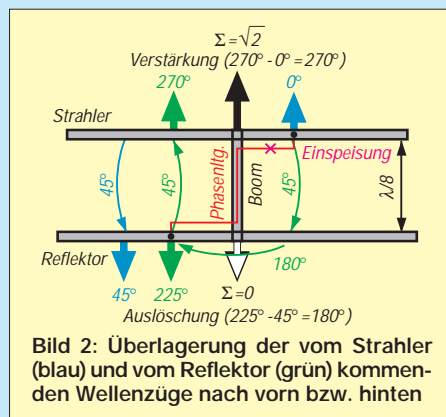 Σ=√2
Verstärkung (270° - 0° = 270°)
270°
0°
Strahler
Einspeisung
45°
45°
Phasenltg.
Boom
45°
λ/8
Reflektor
180°
45°
225°
Σ=0
Auslöschung (225° - 45° = 180°)
Bild 2: Überlagerung der vom Strahler
(blau) und vom Reflektor (grün) kommen-
den Wellenzüge nach vorn bzw. hinten